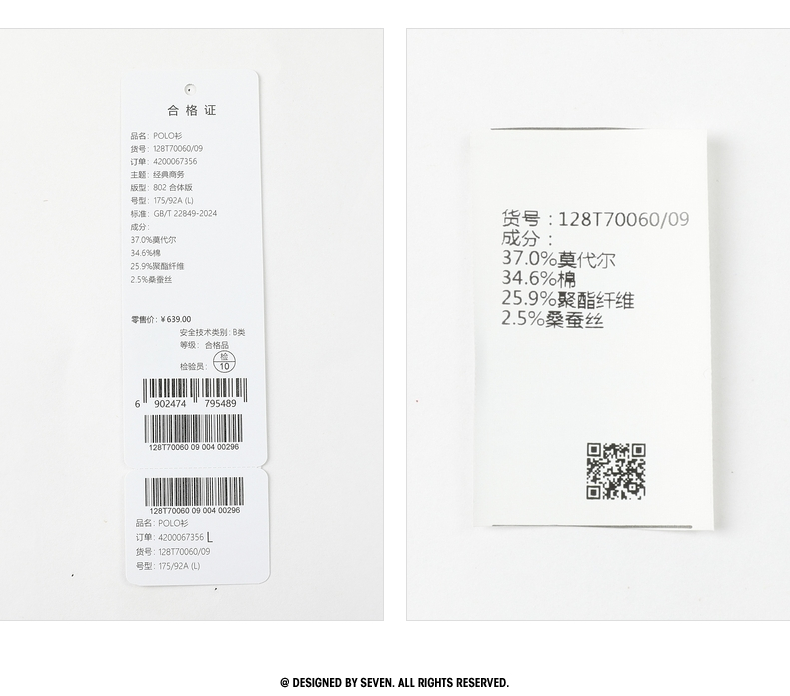 合格证
品名：POLO衫
货号：128T70060/09
订单：4200067356
主题：经典商务
版型：802 合体版
号型：175/92A (L)
标准：GB/T 22849-2024
成分：
37.0%莫代尔
34.6%棉
25.9%聚酯纤维
2.5%桑蚕丝
零售价：￥639.00
安全技术类别：B类
等级：合格品
检验员：检 10
6 902474 795489
128T70060 09 004 00296
128T70060 09 004 00296
品名：POLO衫
订单：4200067356 L
货号：128T70060/09
号型：175/92A (L)
货号：128T70060/09
成分：
37.0%莫代尔
34.6%棉
25.9%聚酯纤维
2.5%桑蚕丝
@ DESIGNED BY SEVEN. ALL RIGHTS RESERVED.